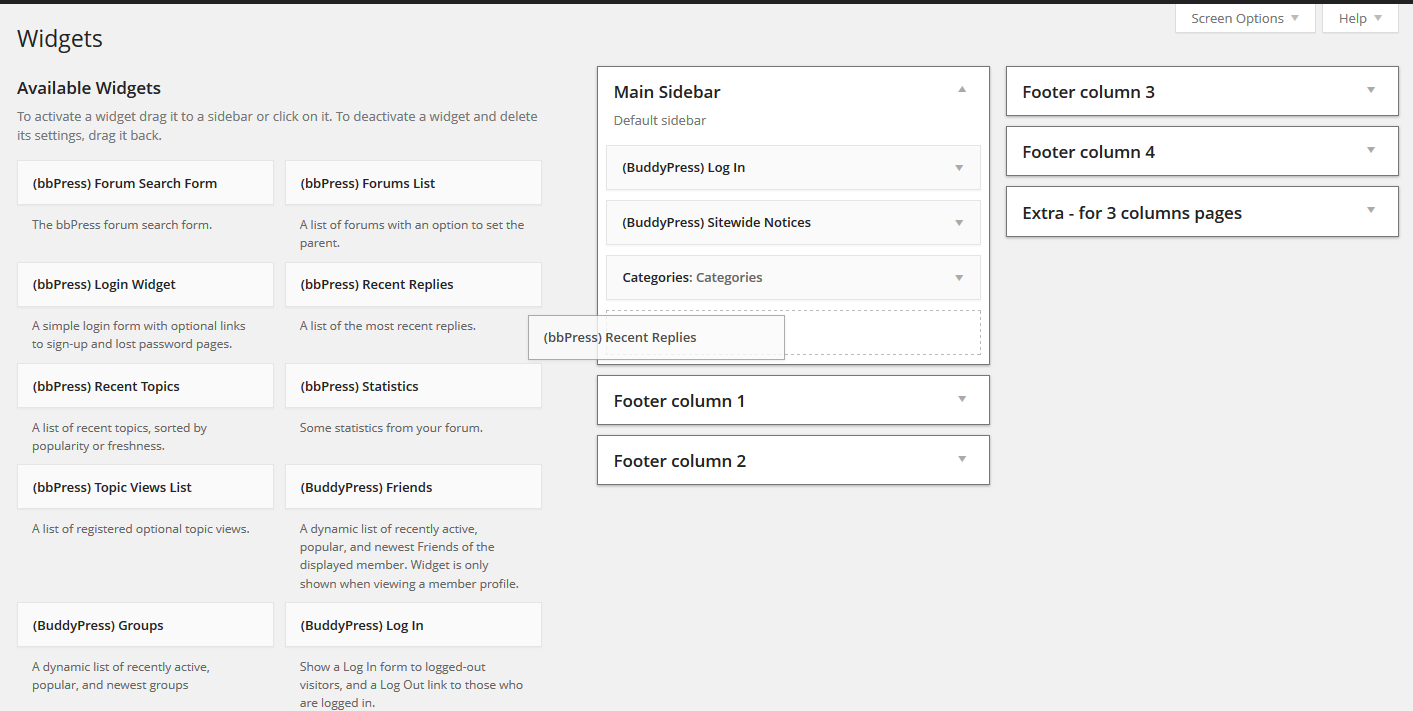 Screen Options
Help
Widgets
Available Widgets
To activate a widget drag it to a sidebar or click on it. To deactivate a widget and delete
its settings, drag it back.
(bbPress) Forum Search Form
The bbPress forum search form.
(bbPress) Forums List
A list of forums with an option to set the
parent.
(bbPress) Login Widget
A simple login form with optional links
to sign-up and lost password pages.
(bbPress) Recent Replies
A list of the most recent replies.
(bbPress) Recent Topics
A list of recent topics, sorted by
popularity or freshness.
(bbPress) Statistics
Some statistics from your forum.
(bbPress) Topic Views List
A list of registered optional topic views.
(BuddyPress) Friends
A dynamic list of recently active,
popular, and newest Friends of the
displayed member. Widget is only
shown when viewing a member profile.
(BuddyPress) Groups
A dynamic list of recently active,
popular, and newest groups
(BuddyPress) Log In
Show a Log In form to logged-out
visitors, and a Log Out link to those who
are logged in.
Main Sidebar
Default sidebar
(BuddyPress) Log In
(BuddyPress) Sitewide Notices
Categories: Categories
(bbPress) Recent Replies
Footer column 1
Footer column 2
Footer column 3
Footer column 4
Extra - for 3 columns pages